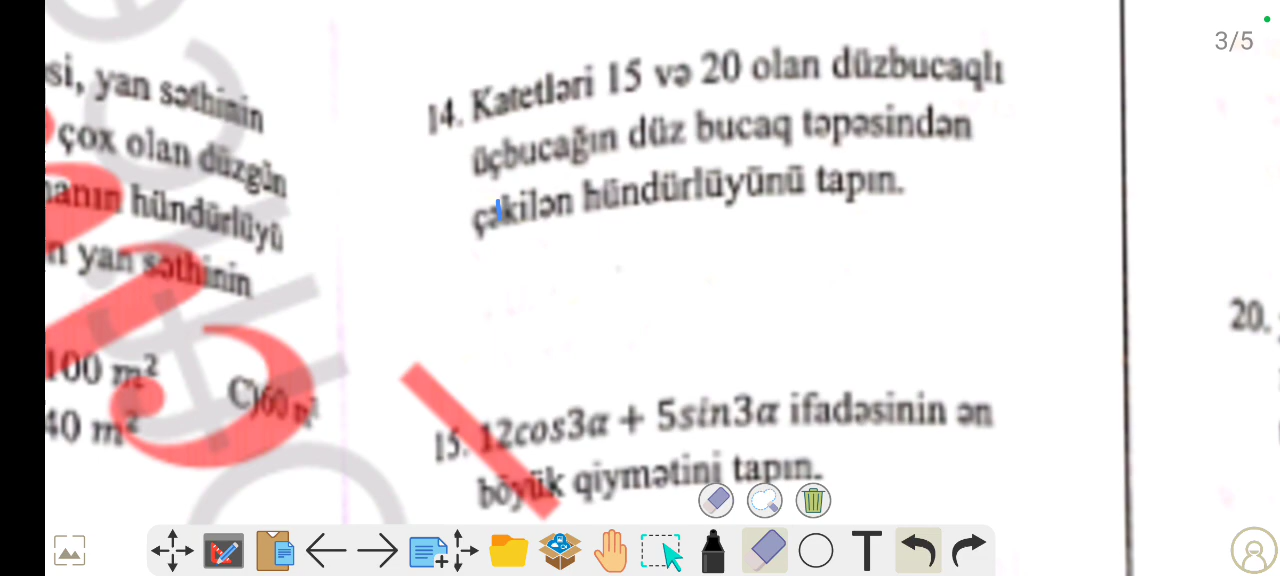 3/5
si, yan səthinin
çox olan düzgün
hündürlüyü
yan səthinin
100 m²
C)60
40 m²
14. Katetləri 15 və 20 olan düzbucaqlı
üçbucağın düz bucaq təpəsindən
çəkilən hündürlüyünü tapın.
15. 12cos3α + 5sin3α ifadəsinin ən
böyük qiymətini tapın.
20.
T